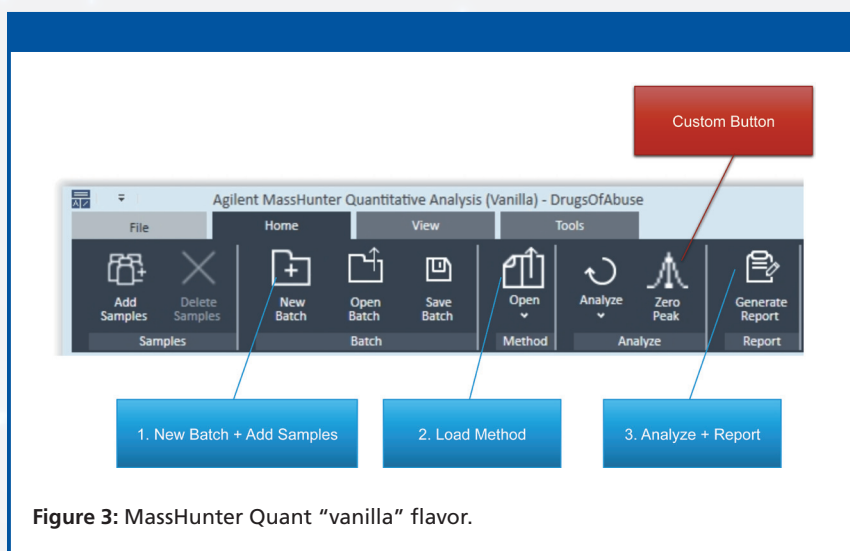 Custom Button
Agilent MassHunter Quantitative Analysis (Vanilla) - DrugsOfAbuse
File Home View Tools
Add Samples
Delete Samples
New Batch
Open Batch
Save Batch
Open
Analyze
Zero Peak
Generate Report
Samples Batch Method Analyze Report
1. New Batch + Add Samples
2. Load Method
3. Analyze + Report
Figure 3: MassHunter Quant “vanilla” flavor.